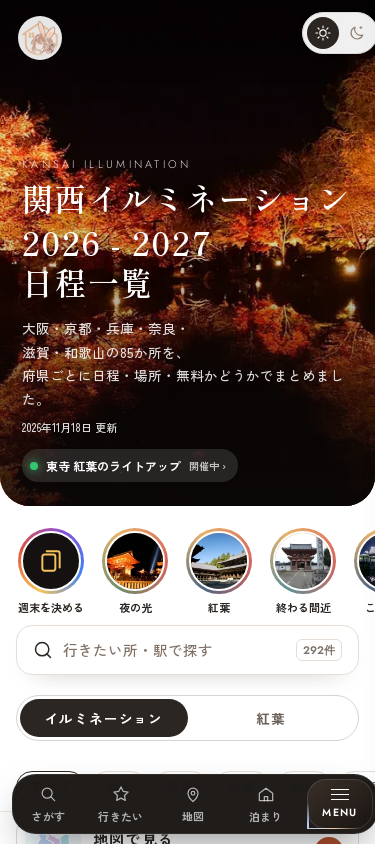 KANSAI ILLUMINATION
関西イルミネーション
2026 - 2027
日程一覧
大阪・京都・兵庫・奈良・
滋賀・和歌山の85か所を、
府県ごとに日程・場所・無料かどうかでまとめまし
た。
2026年11月18日 更新
東寺 紅葉のライトアップ 開催中 ›
週末を決める 夜の光 紅葉 終わる間近 こ
行きたい所・駅で探す 292件
イルミネーション 紅葉
地図で見る
さがす 行きたい 地図 泊まり MENU